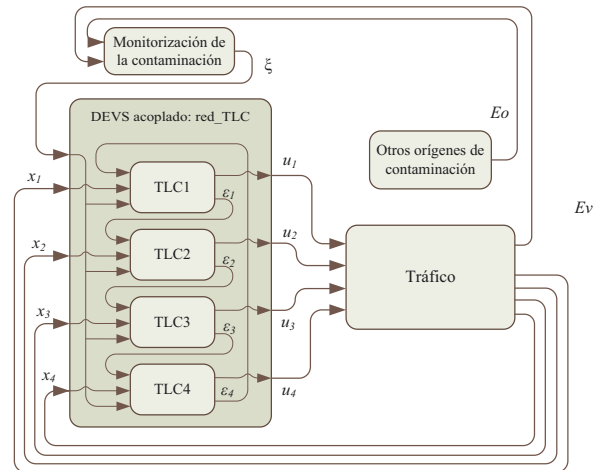 Monitorización de
la contaminación
ξ
DEVS acoplado: red_TLC
Eo
Otros orígenes de
contaminación
Ev
x1
TLC1
ε1
u1
x2
TLC2
ε2
u2
Tráfico
x3
TLC3
ε3
u3
x4
TLC4
ε4
u4